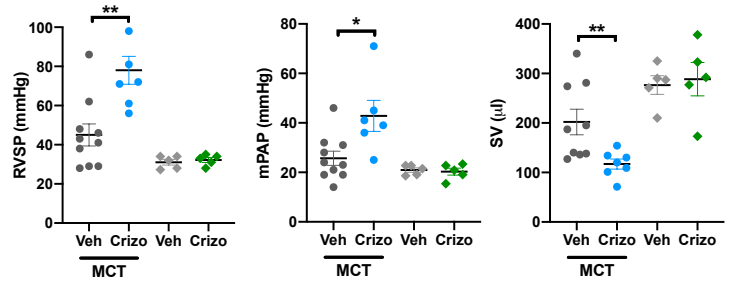 **
RVSP (mmHg)
100
80
60
40
20
0
Veh Crizo Veh Crizo
MCT
*
mPAP (mmHg)
80
60
40
20
0
Veh Crizo Veh Crizo
MCT
**
SV (μl)
400
300
200
100
0
Veh Crizo Veh Crizo
MCT